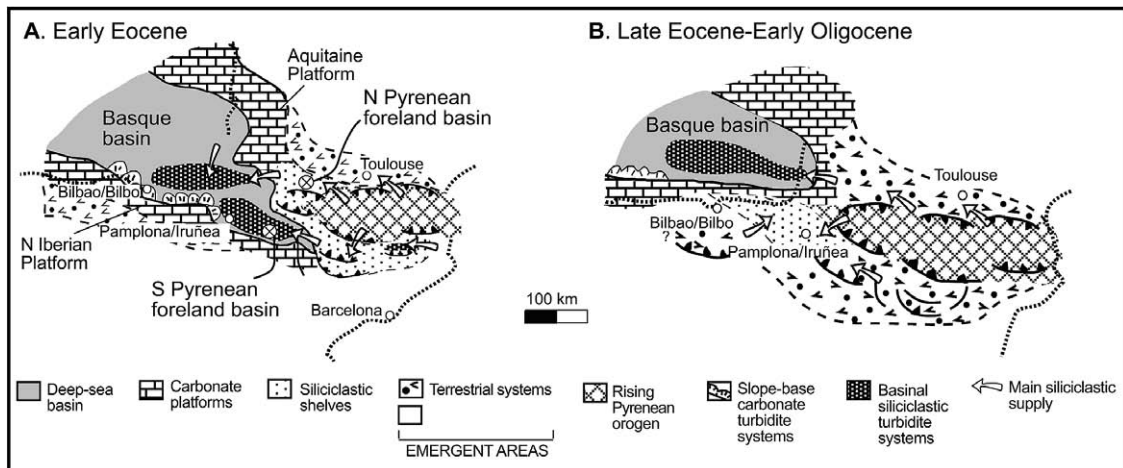 A. Early Eocene
Aquitaine
Platform
N Pyrenean
foreland basin
Basque
basin
Toulouse
Bilbao/Bilbo
Pamplona/Iruñea
N Iberian
Platform
S Pyrenean
foreland basin
Barcelona
100 km
B. Late Eocene-Early Oligocene
Basque basin
Toulouse
Bilbao/Bilbo
?
Pamplona/Iruñea
Deep-sea
basin
Carbonate
platforms
Siliciclastic
shelves
Terrestrial systems
EMERGENT AREAS
Rising
Pyrenean
orogen
Slope-base
carbonate
turbidite
systems
Basinal
siliciclastic
turbidite
systems
Main siliciclastic
supply